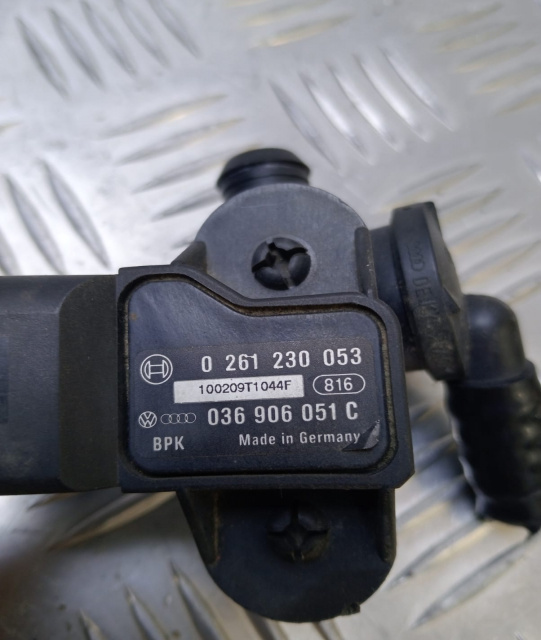 0 261 230 053
100209T1044F 816
036 906 051 C
BPK Made in Germany